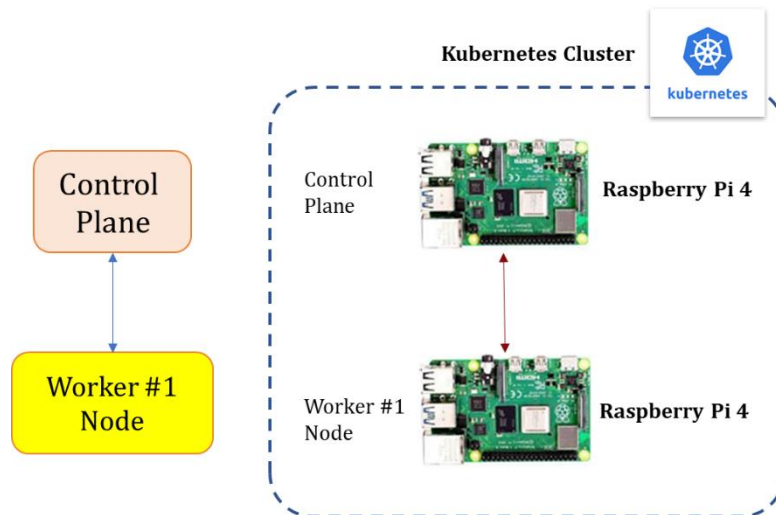 Kubernetes Cluster
kubernetes
Control
Plane
Control
Plane
Raspberry Pi 4
Worker #1
Node
Worker #1
Node
Raspberry Pi 4